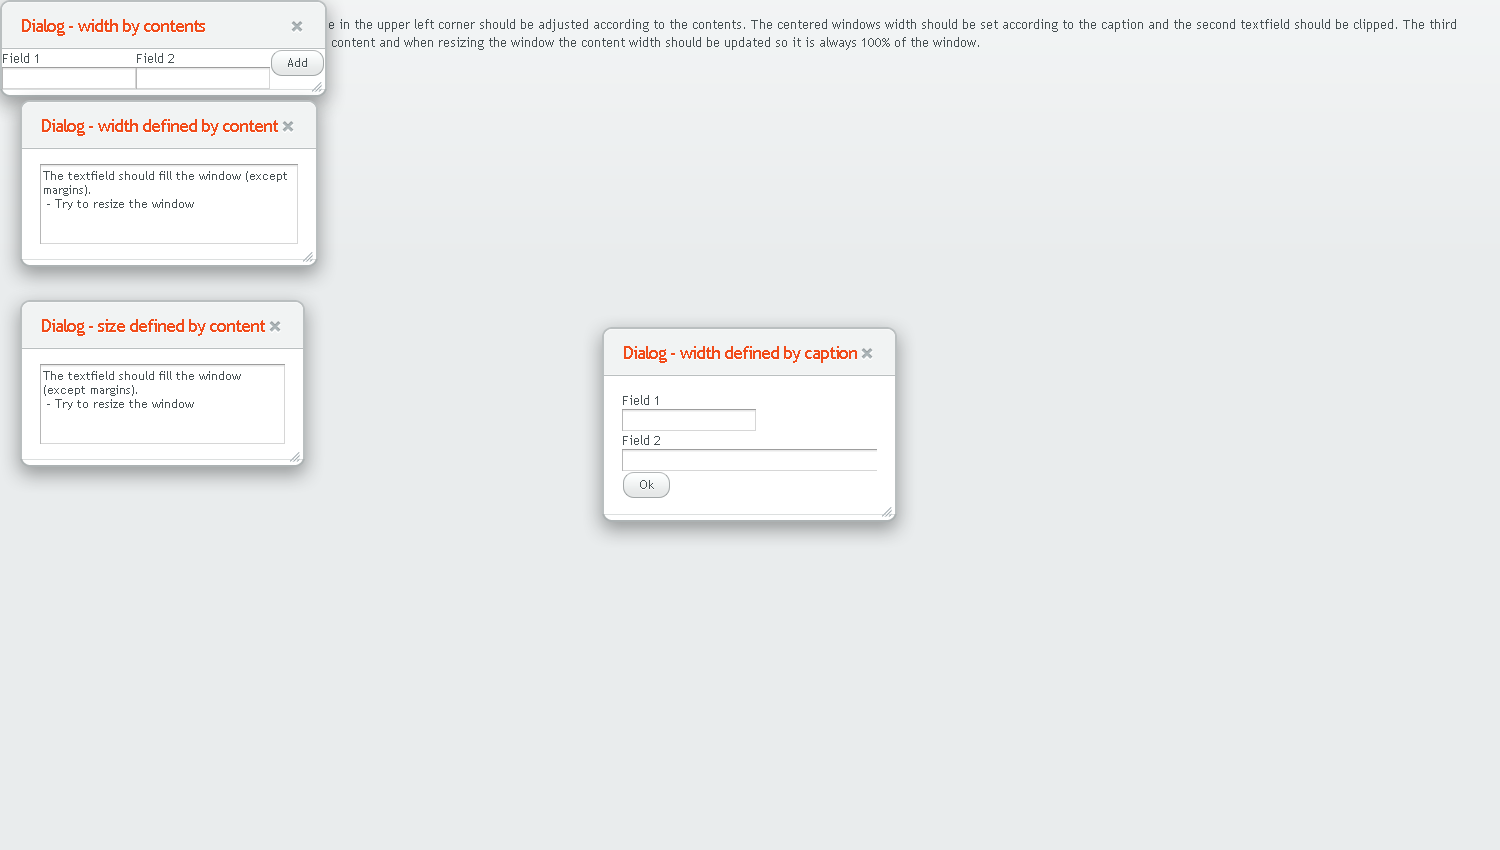 Dialog - width by contents
e in the upper left corner should be adjusted according to the contents. The centered windows width should be set according to the caption and the second textfield should be clipped. The third
content and when resizing the window the content width should be updated so it is always 100% of the window.
Field 1 Field 2 Add
Dialog - width defined by content
The textfield should fill the window (except
margins).
- Try to resize the window
Dialog - size defined by content
The textfield should fill the window
(except margins).
- Try to resize the window
Dialog - width defined by caption
Field 1
Field 2
Ok